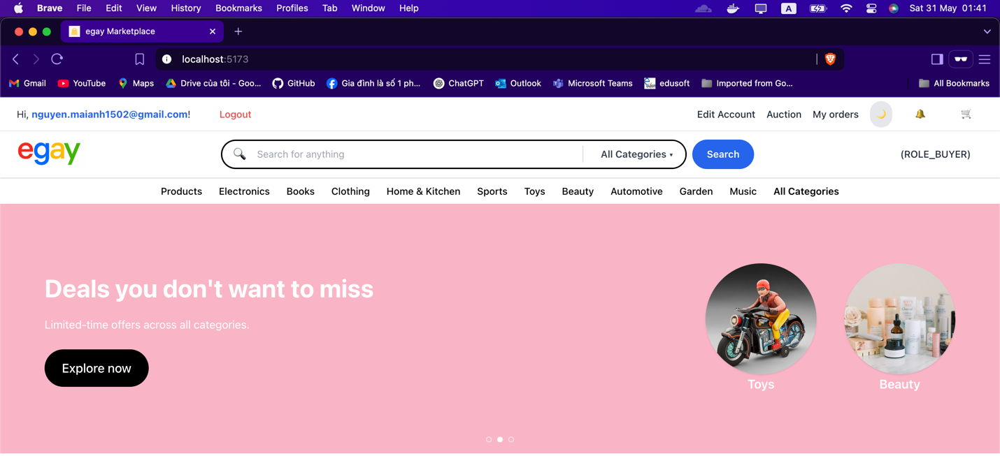 Brave File Edit View History Bookmarks Profiles Tab Window Help A Sat 31 May 01:41
egay Marketplace
localhost:5173
Gmail YouTube Maps Drive của tôi - Goo... GitHub Gia đình là số 1 ph... ChatGPT Outlook Microsoft Teams edusoft Imported from Go... All Bookmarks
Hi, nguyen.maianh1502@gmail.com! Logout Edit Account Auction My orders
egay Search for anything All Categories Search (ROLE_BUYER)
Products Electronics Books Clothing Home & Kitchen Sports Toys Beauty Automotive Garden Music All Categories
Deals you don't want to miss
Limited-time offers across all categories.
Explore now
Toys Beauty